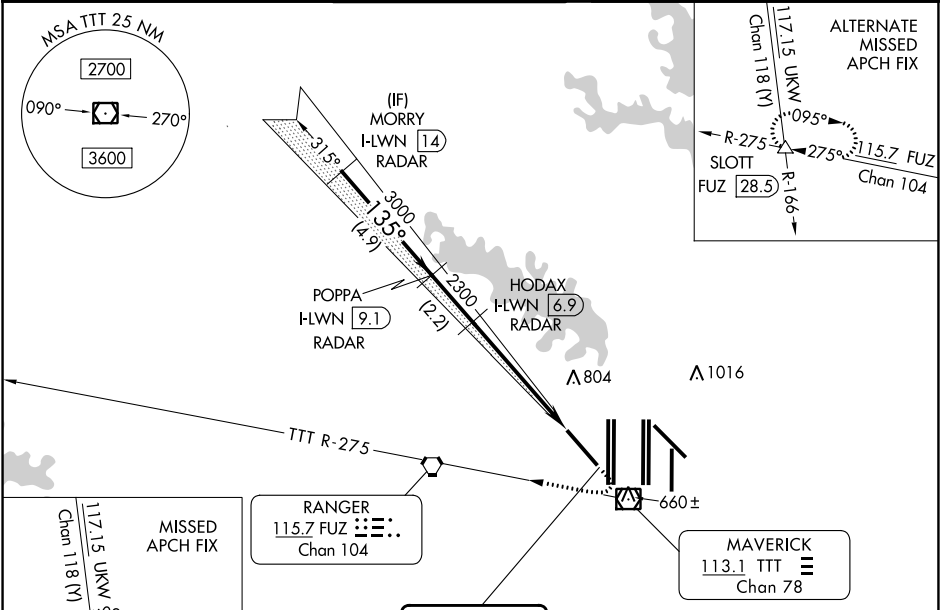 MSA TTT 25 NM
2700
090°
270°
3600
(IF)
MORRY
I-LWN 14
RADAR
315°
3000
135°
(4.9)
2300
(2.2)
POPPA
I-LWN 9.1
RADAR
HODAX
I-LWN 6.9
RADAR
804
1016
660±
TTT R-275
RANGER
115.7 FUZ
Chan 104
MAVERICK
113.1 TTT
Chan 78
ALTERNATE
MISSED
APCH FIX
117.15 UKW
Chan 118 (Y)
095°
R-275
275°
115.7 FUZ
Chan 104
SLOTT
FUZ 28.5
R-166
MISSED
APCH FIX
117.15 UKW
Chan 118 (Y)